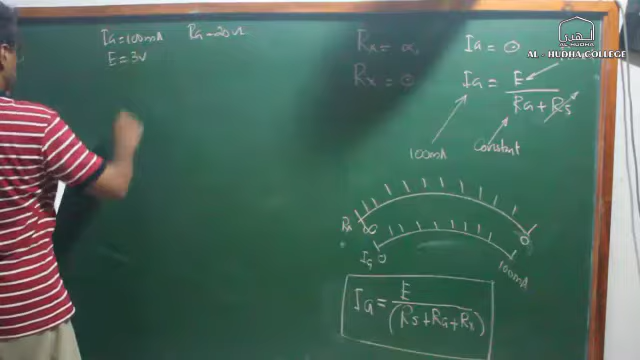 IG = 100mA RG = 20Ω
E = 3V
Rx = ∝, IG = 0
Rx = 0 IG = E / RG + Rs
100mA constant
Rx ∞ 0
IG 0 100mA
IG = E / (Rs + RG + Rx)
AL - HUDHA COLLEGE